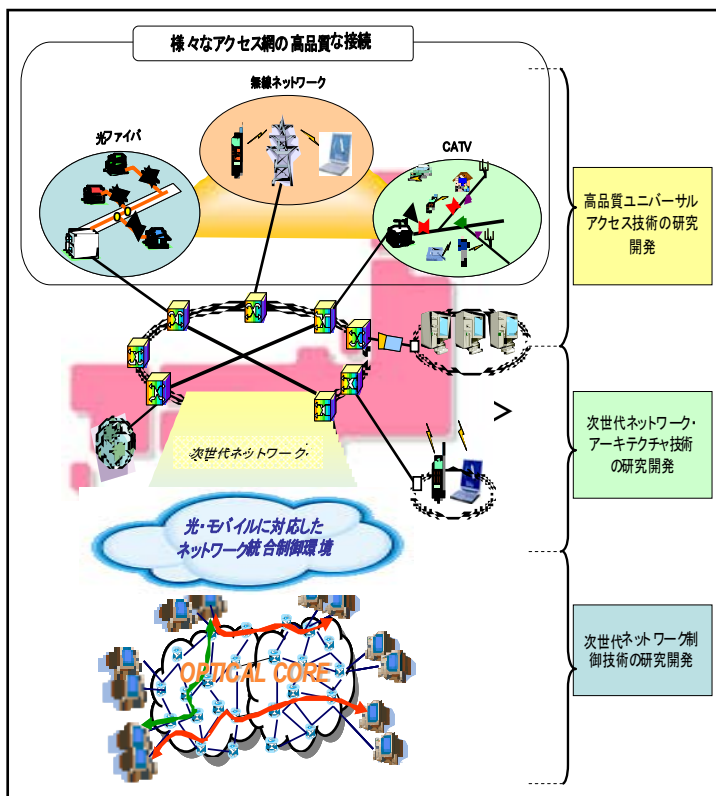 様々なアクセス網の高品質な接続
無線ネットワーク
光ファイバ
CATV
高品質ユニバーサル
アクセス技術の研究
開発
次世代ネットワーク・
アーキテクチャ技術
の研究開発
次世代ネットワーク・
光・モバイルに対応した
ネットワーク統合制御環境
OPTICAL CORE
次世代ネットワーク制
御技術の研究開発